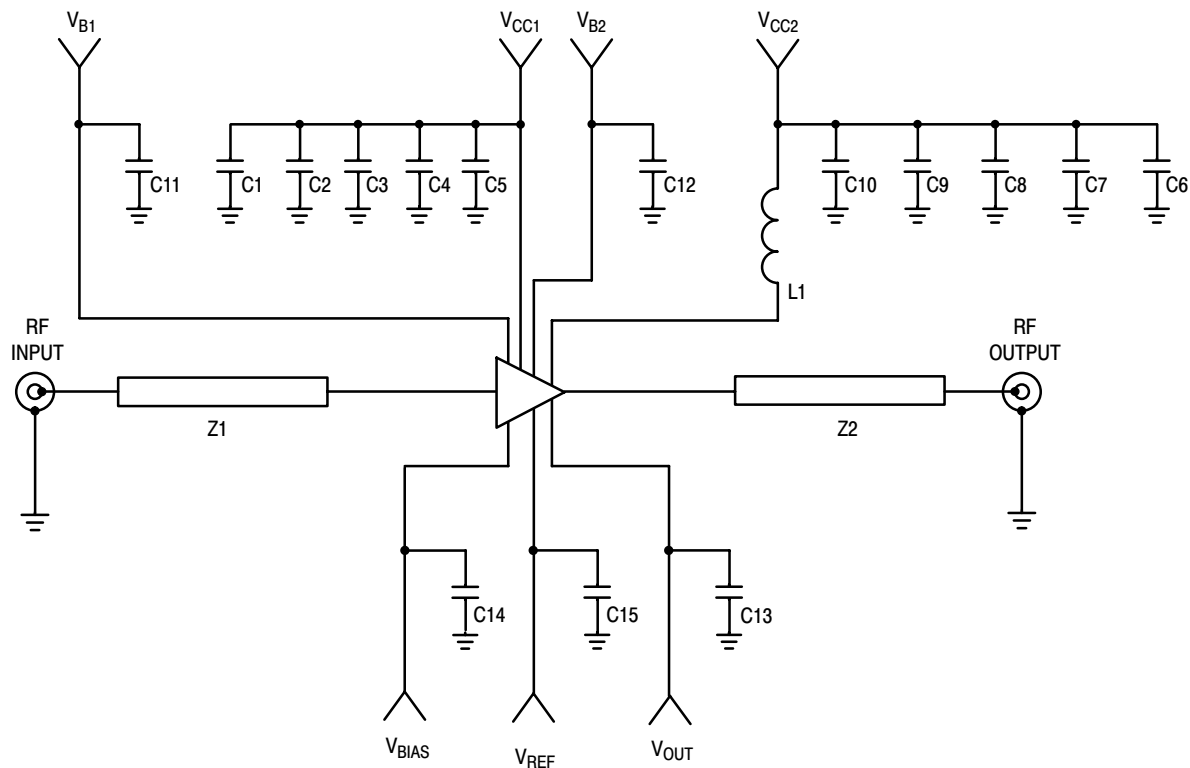 VB1
VCC1
VB2
VCC2
C11
C1
C2
C3
C4
C5
C12
C10
C9
C8
C7
C6
L1
RF
INPUT
RF
OUTPUT
Z1
Z2
C14
C15
C13
VBIAS
VREF
VOUT